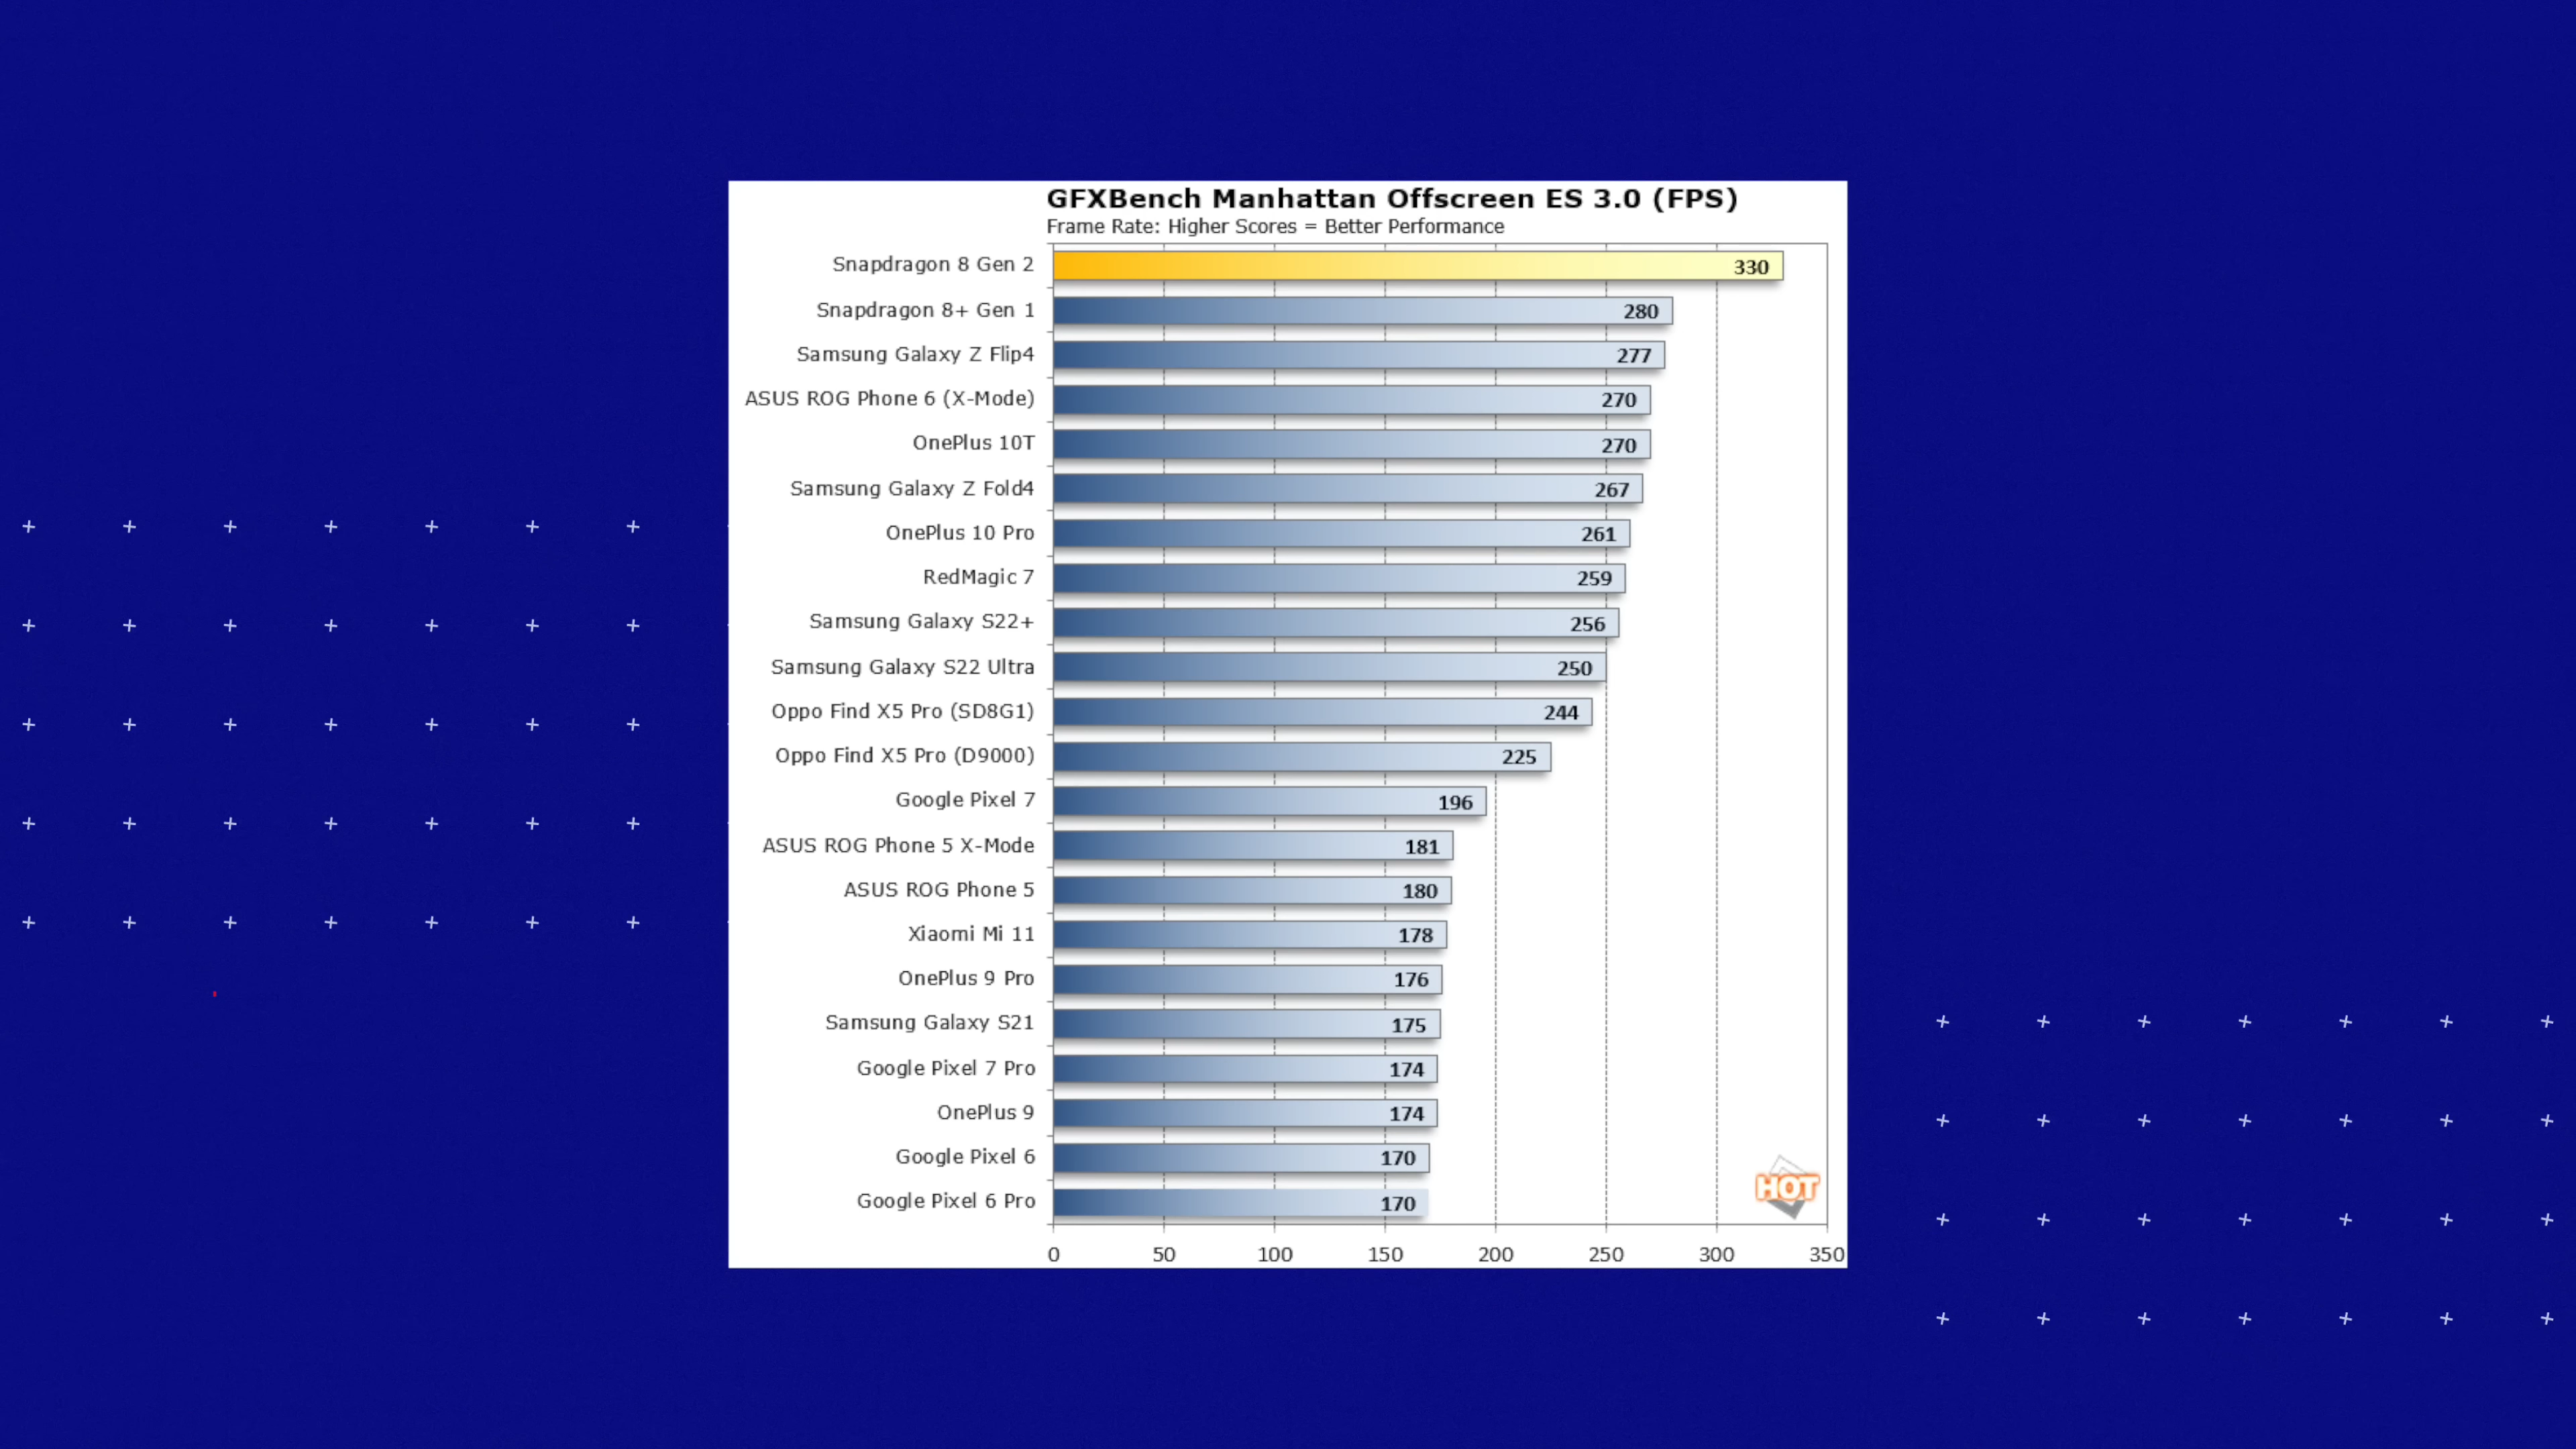 GFXBench Manhattan Offscreen ES 3.0 (FPS)
Frame Rate: Higher Scores = Better Performance
Snapdragon 8 Gen 2 330
Snapdragon 8+ Gen 1 280
Samsung Galaxy Z Flip4 277
ASUS ROG Phone 6 (X-Mode) 270
OnePlus 10T 270
Samsung Galaxy Z Fold4 267
OnePlus 10 Pro 261
RedMagic 7 259
Samsung Galaxy S22+ 256
Samsung Galaxy S22 Ultra 250
Oppo Find X5 Pro (SD8G1) 244
Oppo Find X5 Pro (D9000) 225
Google Pixel 7 196
ASUS ROG Phone 5 X-Mode 181
ASUS ROG Phone 5 180
Xiaomi Mi 11 178
OnePlus 9 Pro 176
Samsung Galaxy S21 175
Google Pixel 7 Pro 174
OnePlus 9 174
Google Pixel 6 170
Google Pixel 6 Pro 170
HOT
0 50 100 150 200 250 300 350